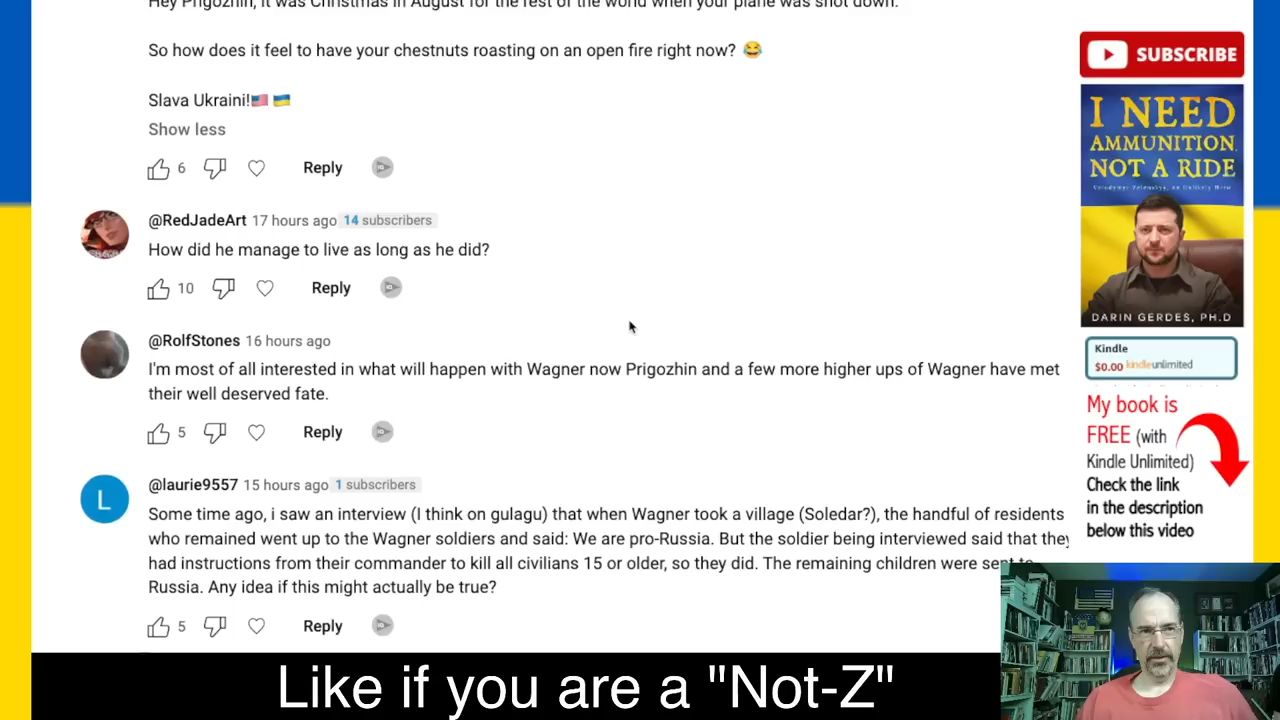 Hey Prigozhin, it was Christmas in August for the rest of the world when your plane was shot down.
So how does it feel to have your chestnuts roasting on an open fire right now? 😂
Slava Ukraini!🇺🇸 🇺🇦
Show less
6 Reply
@RedJadeArt 17 hours ago 14 subscribers
How did he manage to live as long as he did?
10 Reply
@RolfStones 16 hours ago
I'm most of all interested in what will happen with Wagner now Prigozhin and a few more higher ups of Wagner have met
their well deserved fate.
5 Reply
L
@laurie9557 15 hours ago 1 subscribers
Some time ago, i saw an interview (I think on gulagu) that when Wagner took a village (Soledar?), the handful of residents
who remained went up to the Wagner soldiers and said: We are pro-Russia. But the soldier being interviewed said that they
had instructions from their commander to kill all civilians 15 or older, so they did. The remaining children were sent to
Russia. Any idea if this might actually be true?
5 Reply
SUBSCRIBE
I NEED
AMMUNITION,
NOT A RIDE
Volodymyr Zelenskyy, An Unlikely Hero
DARIN GERDES, PH.D
Kindle
$0.00 kindleunlimited
My book is
FREE (with
Kindle Unlimited)
Check the link
in the description
below this video
Like if you are a "Not-Z"